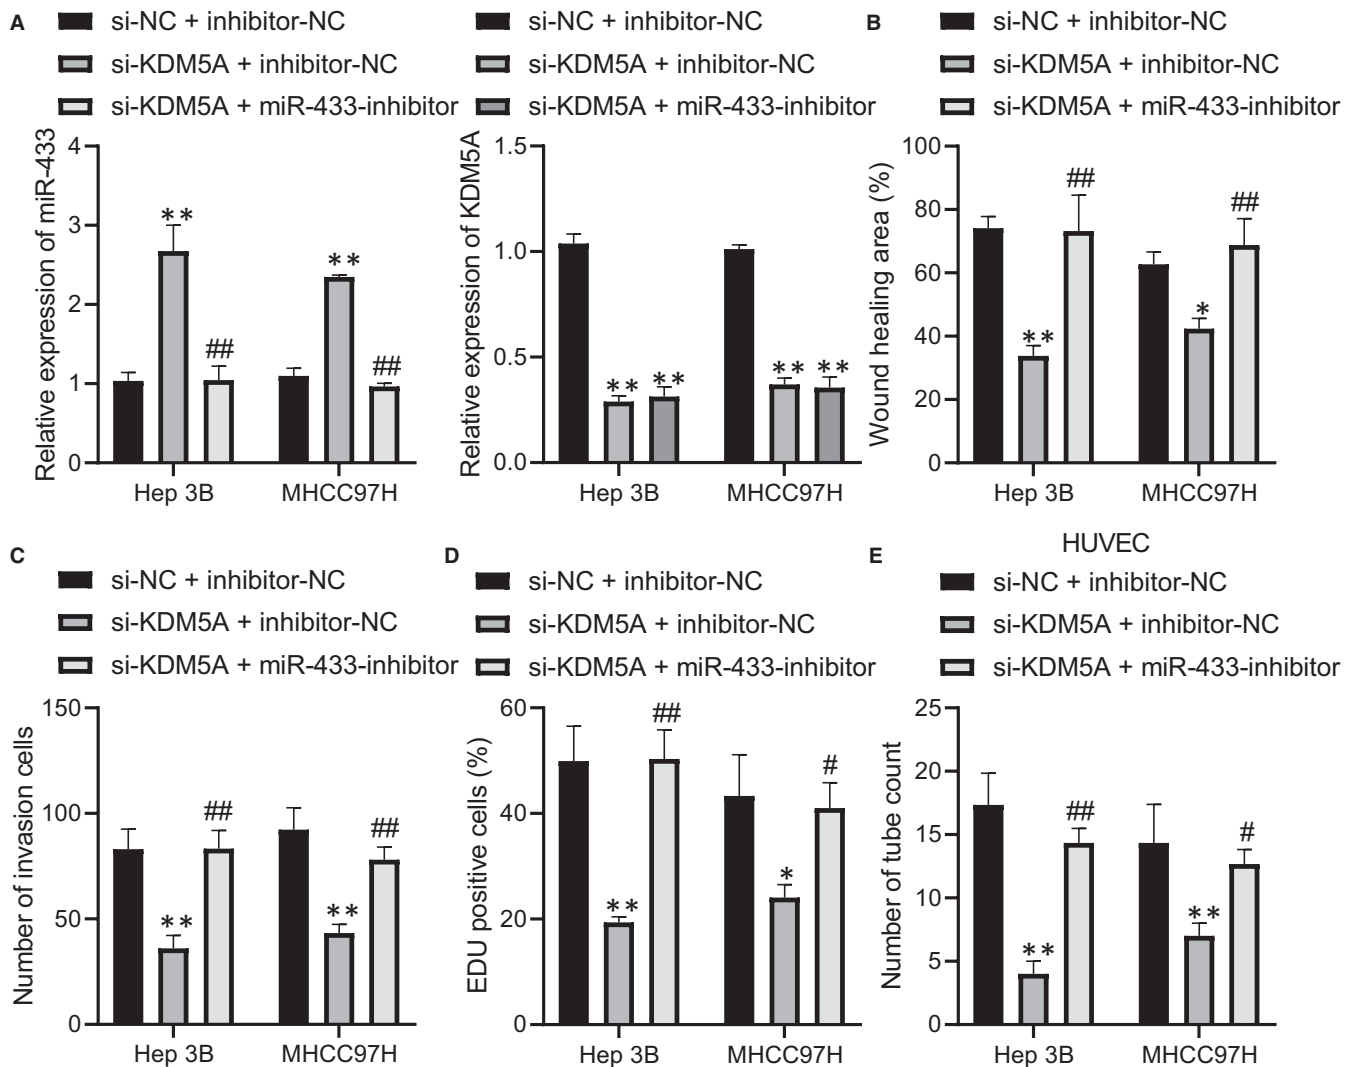 A
si-NC + inhibitor-NC
si-KDM5A + inhibitor-NC
si-KDM5A + miR-433-inhibitor
Relative expression of miR-433
4
3
2
1
0
**
##
**
##
Hep 3B
MHCC97H
si-NC + inhibitor-NC
si-KDM5A + inhibitor-NC
si-KDM5A + miR-433-inhibitor
Relative expression of KDM5A
1.5
1.0
0.5
0.0
**
**
**
**
Hep 3B
MHCC97H
B
si-NC + inhibitor-NC
si-KDM5A + inhibitor-NC
si-KDM5A + miR-433-inhibitor
Wound healing area (%)
100
80
60
40
20
0
**
##
*
##
Hep 3B
MHCC97H
C
si-NC + inhibitor-NC
si-KDM5A + inhibitor-NC
si-KDM5A + miR-433-inhibitor
Number of invasion cells
150
100
50
0
**
##
**
##
Hep 3B
MHCC97H
D
si-NC + inhibitor-NC
si-KDM5A + inhibitor-NC
si-KDM5A + miR-433-inhibitor
EDU positive cells (%)
60
40
20
0
**
##
*
#
Hep 3B
MHCC97H
E
HUVEC
si-NC + inhibitor-NC
si-KDM5A + inhibitor-NC
si-KDM5A + miR-433-inhibitor
Number of tube count
25
20
15
10
5
0
**
##
**
#
Hep 3B
MHCC97H